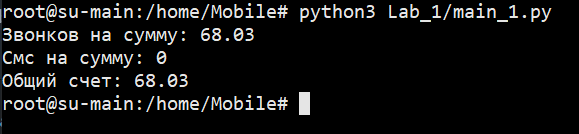 root@su-main:/home/Mobile# python3 Lab_1/main_1.py
Звонков на сумму: 68.03
Смс на сумму: 0
Общий счет: 68.03
root@su-main:/home/Mobile#